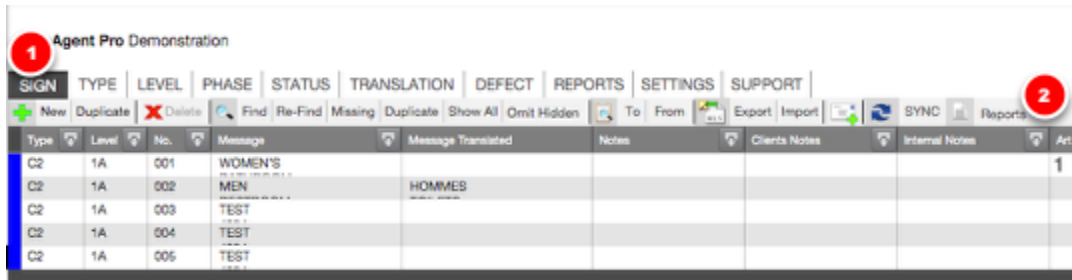 1
Agent Pro Demonstration
SIGN TYPE LEVEL PHASE STATUS TRANSLATION DEFECT REPORTS SETTINGS SUPPORT
2
New Duplicate Delete Find Re-Find Missing Duplicate Show All Omit Hidden To From XLS Export Import SYNC Reports
Type Level No. Message Message Translated Notes Clients Notes Internal Notes Art
C2 1A 001 WOMEN'S 1
C2 1A 002 MEN HOMMES
C2 1A 003 TEST
C2 1A 004 TEST
C2 1A 005 TEST